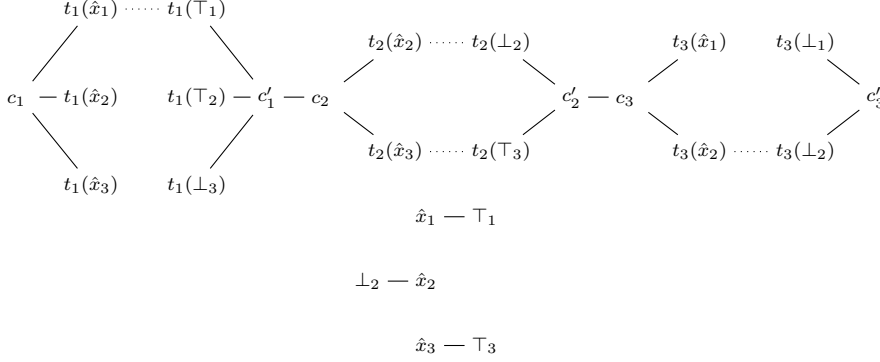 t₁(x̂₁) ⋯⋯ t₁(⊤₁)
t₂(x̂₂) ⋯⋯ t₂(⊥₂) t₃(x̂₁) t₃(⊥₁)
c₁ — t₁(x̂₂) t₁(⊤₂) — c′₁ — c₂ c′₂ — c₃ c′₃
t₂(x̂₃) ⋯⋯ t₂(⊤₃) t₃(x̂₂) ⋯⋯ t₃(⊥₂)
t₁(x̂₃) t₁(⊥₃)
x̂₁ — ⊤₁
⊥₂ — x̂₂
x̂₃ — ⊤₃